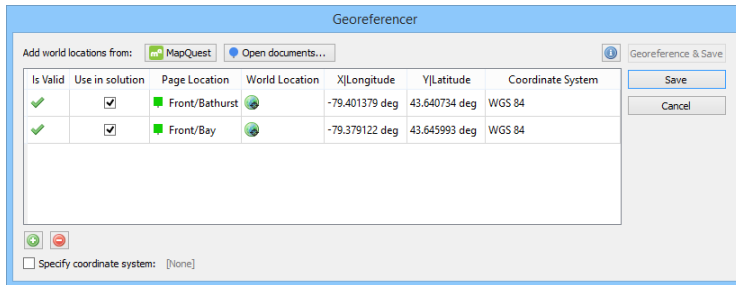 Georeferencer
Add world locations from: MapQuest Open documents... Georeference & Save
Is Valid Use in solution Page Location World Location X|Longitude Y|Latitude Coordinate System Save
Front/Bathurst -79.401379 deg 43.640734 deg WGS 84 Cancel
Front/Bay -79.379122 deg 43.645993 deg WGS 84
Specify coordinate system: [None]